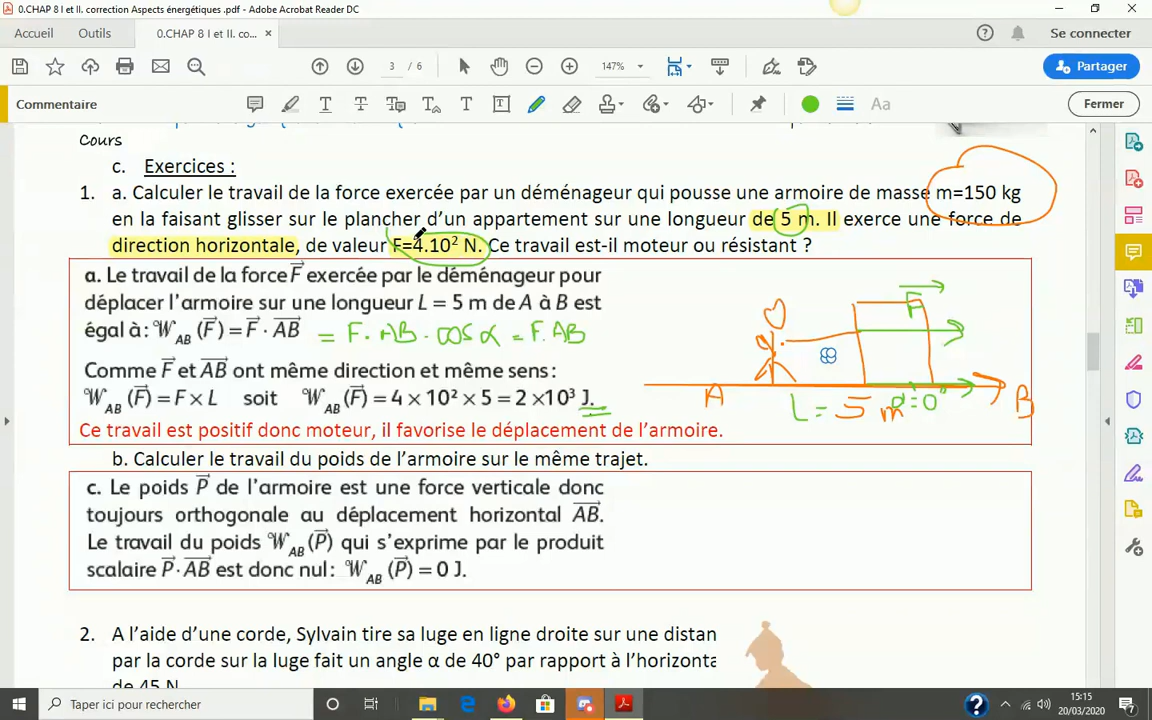 0.CHAP 8 I et II. correction Aspects énergétiques .pdf - Adobe Acrobat Reader DC
Accueil Outils 0.CHAP 8 I et II. co... × Se connecter
3 / 6 147% Partager
Commentaire Aa Fermer
Cours
c. Exercices :
1. a. Calculer le travail de la force exercée par un déménageur qui pousse une armoire de masse m=150 kg
en la faisant glisser sur le plancher d’un appartement sur une longueur de 5 m. Il exerce une force de
direction horizontale, de valeur F=4.10² N. Ce travail est-il moteur ou résistant ?
a. Le travail de la force F⃗ exercée par le déménageur pour
déplacer l’armoire sur une longueur L = 5 m de A à B est
égal à: W_AB (F⃗) = F⃗ · AB⃗ = F. AB. cos α = F. AB
Comme F⃗ et AB⃗ ont même direction et même sens:
W_AB (F⃗) = F × L soit W_AB (F⃗) = 4 × 10² × 5 = 2 ×10³ J.
Ce travail est positif donc moteur, il favorise le déplacement de l’armoire.
F
A L = 5 m α = 0° B
b. Calculer le travail du poids de l’armoire sur le même trajet.
c. Le poids P⃗ de l’armoire est une force verticale donc
toujours orthogonale au déplacement horizontal AB⃗.
Le travail du poids W_AB (P⃗) qui s’exprime par le produit
scalaire P⃗ · AB⃗ est donc nul: W_AB (P⃗) = 0 J.
2. A l’aide d’une corde, Sylvain tire sa luge en ligne droite sur une distan
par la corde sur la luge fait un angle α de 40° par rapport à l’horizonta
de 45 N
Taper ici pour rechercher
15:15
20/03/2020
7